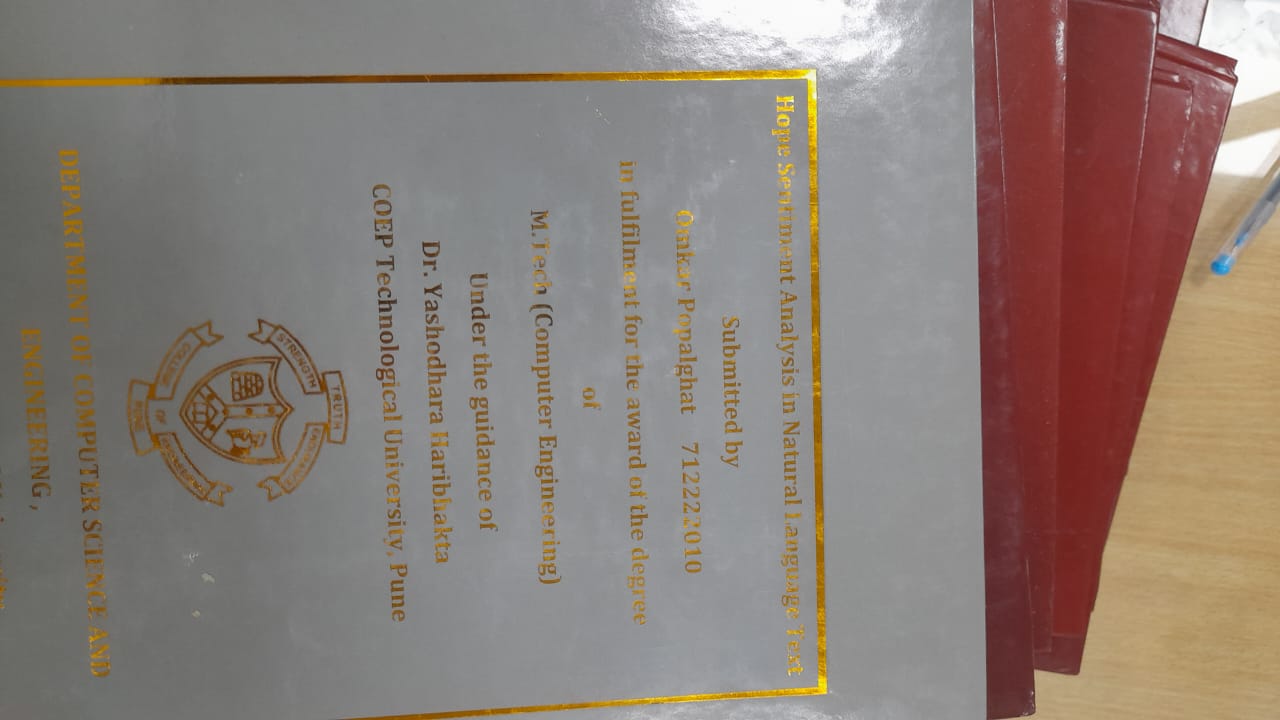 Hope Sentiment Analysis in Natural Language Text
Submitted by
Omkar Popalghat 712222010
in fulfilment for the award of the degree
of
M.Tech (Computer Engineering)
Under the guidance of
Dr. Yashodhara Haribhakta
COEP Technological University, Pune
TRUTH
STRENGTH
ENDURANCE
COLLEGE
OF
ENGINEERING
PUNE
DEPARTMENT OF COMPUTER SCIENCE AND
ENGINEERING ,